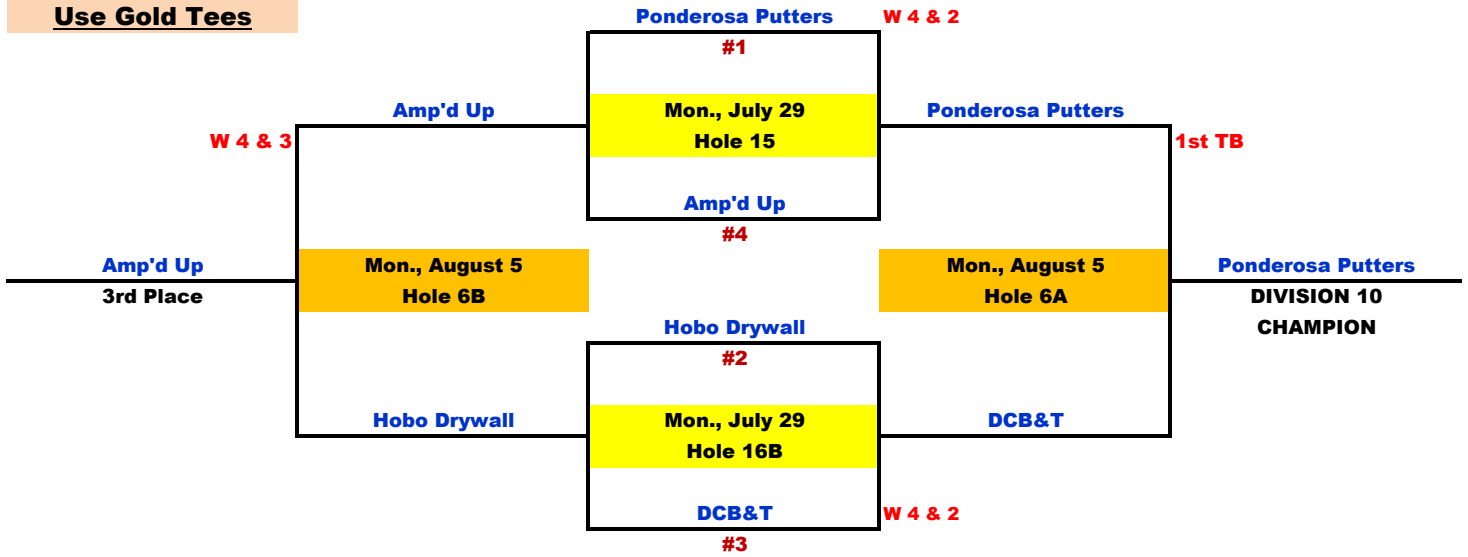 Use Gold Tees
Ponderosa Putters W 4 & 2
#1
Amp'd Up Mon., July 29 Ponderosa Putters
W 4 & 3 Hole 15 1st TB
Amp'd Up
#4
Amp'd Up Mon., August 5 Mon., August 5 Ponderosa Putters
3rd Place Hole 6B Hole 6A DIVISION 10
Hobo Drywall CHAMPION
#2
Hobo Drywall Mon., July 29 DCB&T
Hole 16B
DCB&T W 4 & 2
#3